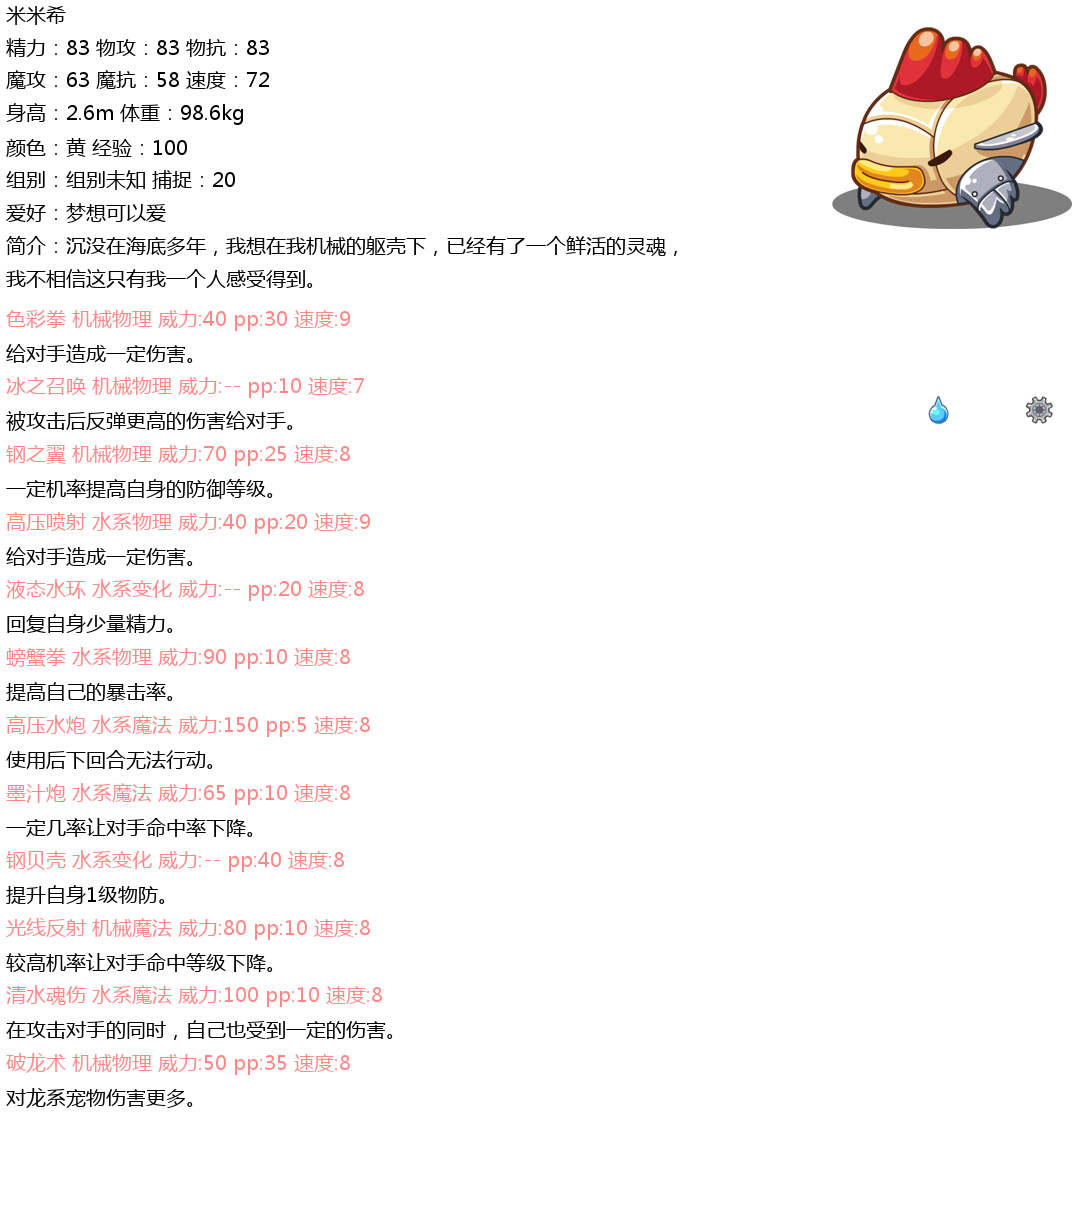 米米希
精力：83 物攻：83 物抗：83
魔攻：63 魔抗：58 速度：72
身高：2.6m 体重：98.6kg
颜色：黄 经验：100
组别：组别未知 捕捉：20
爱好：梦想可以爱
简介：沉没在海底多年，我想在我机械的躯壳下，已经有了一个鲜活的灵魂，
我不相信这只有我一个人感受得到。
色彩拳 机械物理 威力:40 pp:30 速度:9
给对手造成一定伤害。
冰之召唤 机械物理 威力:-- pp:10 速度:7
被攻击后反弹更高的伤害给对手。
钢之翼 机械物理 威力:70 pp:25 速度:8
一定机率提高自身的防御等级。
高压喷射 水系物理 威力:40 pp:20 速度:9
给对手造成一定伤害。
液态水环 水系变化 威力:-- pp:20 速度:8
回复自身少量精力。
螃蟹拳 水系物理 威力:90 pp:10 速度:8
提高自己的暴击率。
高压水炮 水系魔法 威力:150 pp:5 速度:8
使用后下回合无法行动。
墨汁炮 水系魔法 威力:65 pp:10 速度:8
一定几率让对手命中率下降。
钢贝壳 水系变化 威力:-- pp:40 速度:8
提升自身1级物防。
光线反射 机械魔法 威力:80 pp:10 速度:8
较高机率让对手命中等级下降。
清水魂伤 水系魔法 威力:100 pp:10 速度:8
在攻击对手的同时，自己也受到一定的伤害。
破龙术 机械物理 威力:50 pp:35 速度:8
对龙系宠物伤害更多。